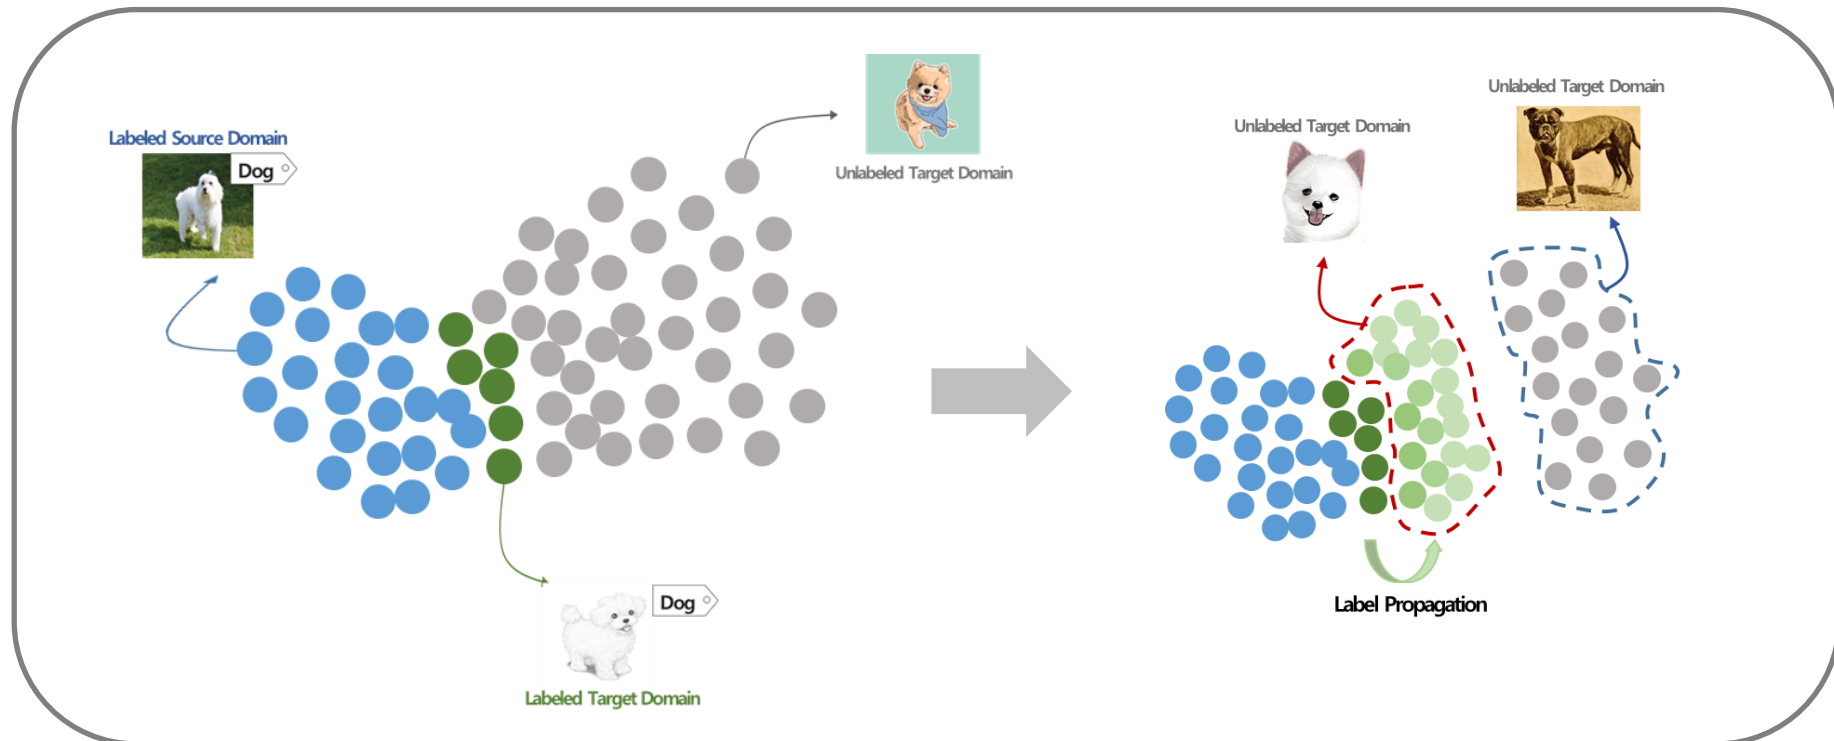 Labeled Source Domain
Dog
Unlabeled Target Domain
Dog
Labeled Target Domain
Unlabeled Target Domain
Unlabeled Target Domain
Label Propagation